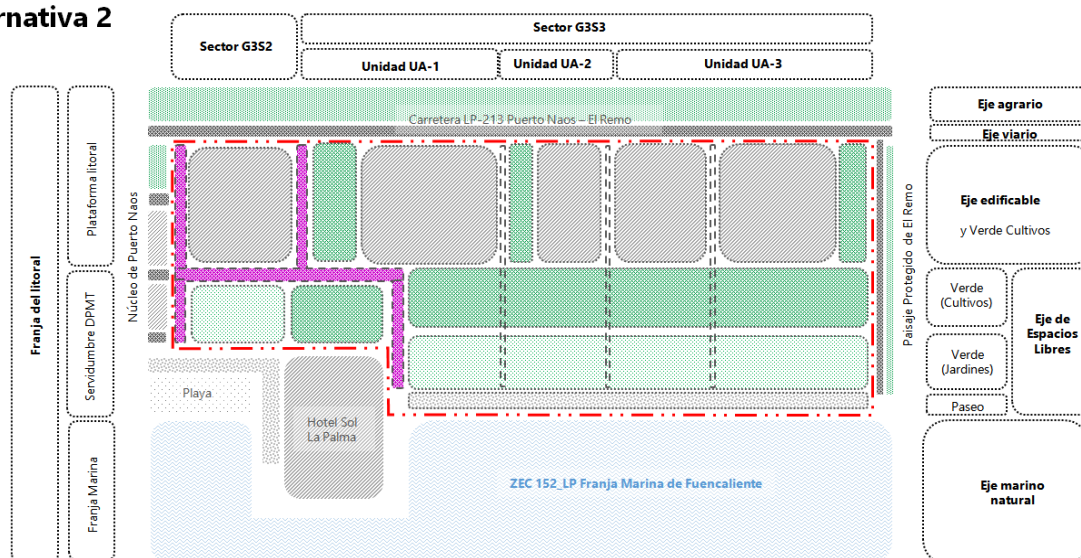 rnativa 2
Sector G3S2
Sector G3S3
Unidad UA-1
Unidad UA-2
Unidad UA-3
Carretera LP-213 Puerto Naos – El Remo
Eje agrario
Eje viario
Franja del litoral
Plataforma litoral
Servidumbre DPMT
Franja Marina
Núcleo de Puerto Naos
Paisaje Protegido de El Remo
Eje edificable
y Verde Cultivos
Verde
(Cultivos)
Verde
(Jardines)
Paseo
Eje de
Espacios
Libres
Playa
Hotel Sol
La Palma
ZEC 152_LP Franja Marina de Fuencaliente
Eje marino
natural